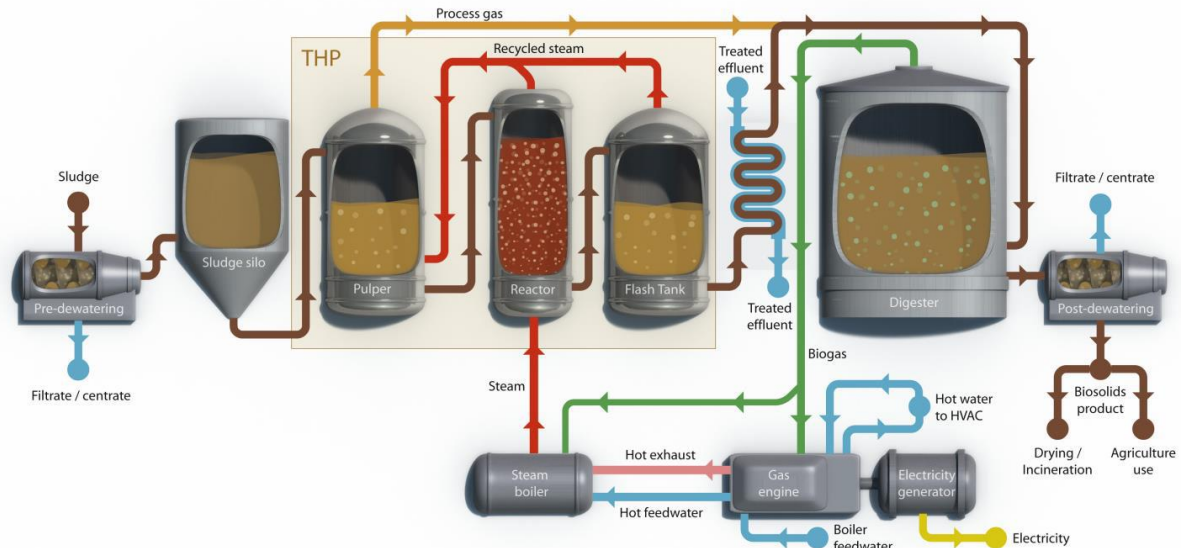 Process gas
THP
Recycled steam
Treated
effluent
Sludge
Filtrate / centrate
Sludge silo
Pulper
Reactor
Flash Tank
Digester
Pre-dewatering
Post-dewatering
Treated
effluent
Filtrate / centrate
Steam
Biogas
Biosolids
product
Hot water
to HVAC
Drying /
Incineration
Agriculture
use
Hot exhaust
Steam
boiler
Gas
engine
Electricity
generator
Hot feedwater
Boiler
feedwater
Electricity